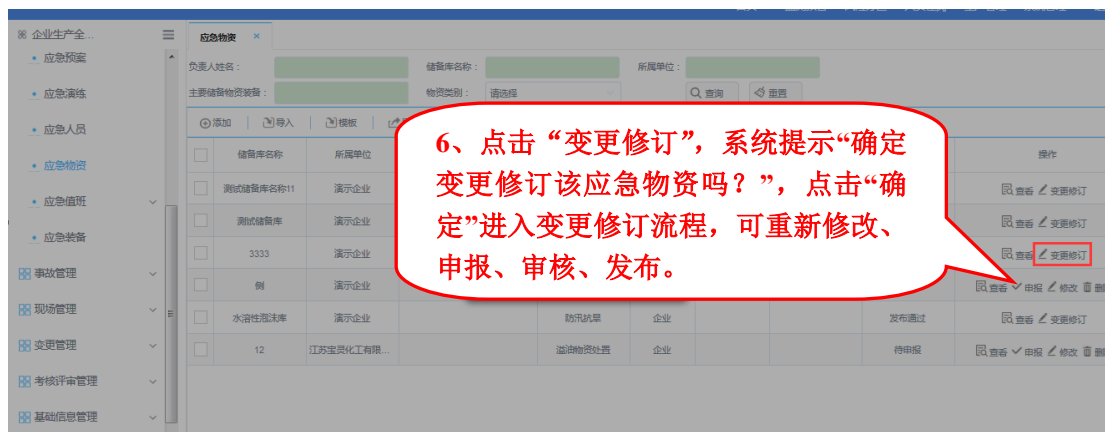 企业生产全...
应急预案
应急演练
应急人员
应急物资
应急值班
应急装备
事故管理
现场管理
变更管理
考核评审管理
基础信息管理
应急物资 ×
负责人姓名： 储备库名称： 所属单位：
主要储备物资装备： 物资类别： 请选择 查询 重置
添加 导入 模板
储备库名称 所属单位 操作
测试储备库名称11 演示企业 查看 变更修订
测试储备库 演示企业 查看 变更修订
3333 演示企业 查看 变更修订
例 演示企业 查看 申报 修改 删
水溶性泡沫库 演示企业 防汛抗旱 企业 发布通过 查看 变更修订
12 江苏宝灵化工有限... 溢油物资处置 企业 待申报 查看 申报 修改 删
6、点击“变更修订”，系统提示“确定
变更修订该应急物资吗？”，点击“确
定”进入变更修订流程，可重新修改、
申报、审核、发布。